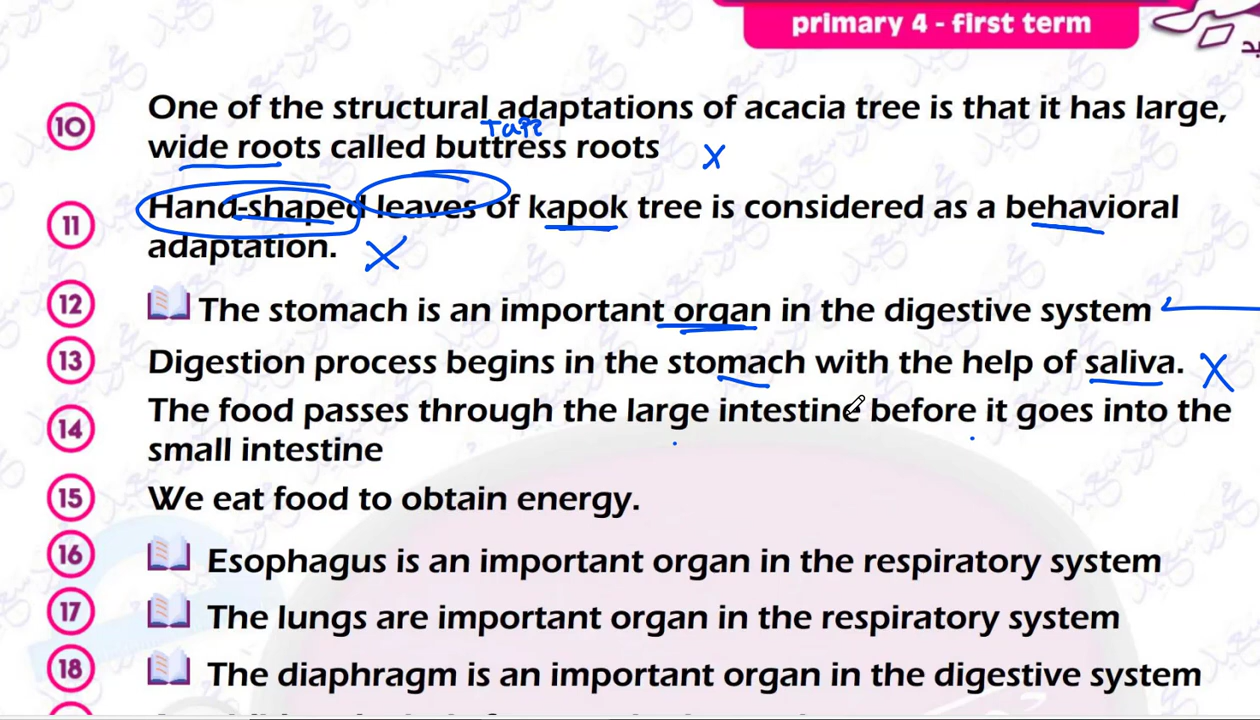 primary 4 - first term
10 One of the structural adaptations of acacia tree is that it has large,
wide roots called buttress roots X
11 Hand-shaped leaves of kapok tree is considered as a behavioral
adaptation. X
12 The stomach is an important organ in the digestive system
13 Digestion process begins in the stomach with the help of saliva. X
14 The food passes through the large intestine before it goes into the
small intestine
15 We eat food to obtain energy.
16 Esophagus is an important organ in the respiratory system
17 The lungs are important organ in the respiratory system
18 The diaphragm is an important organ in the digestive system